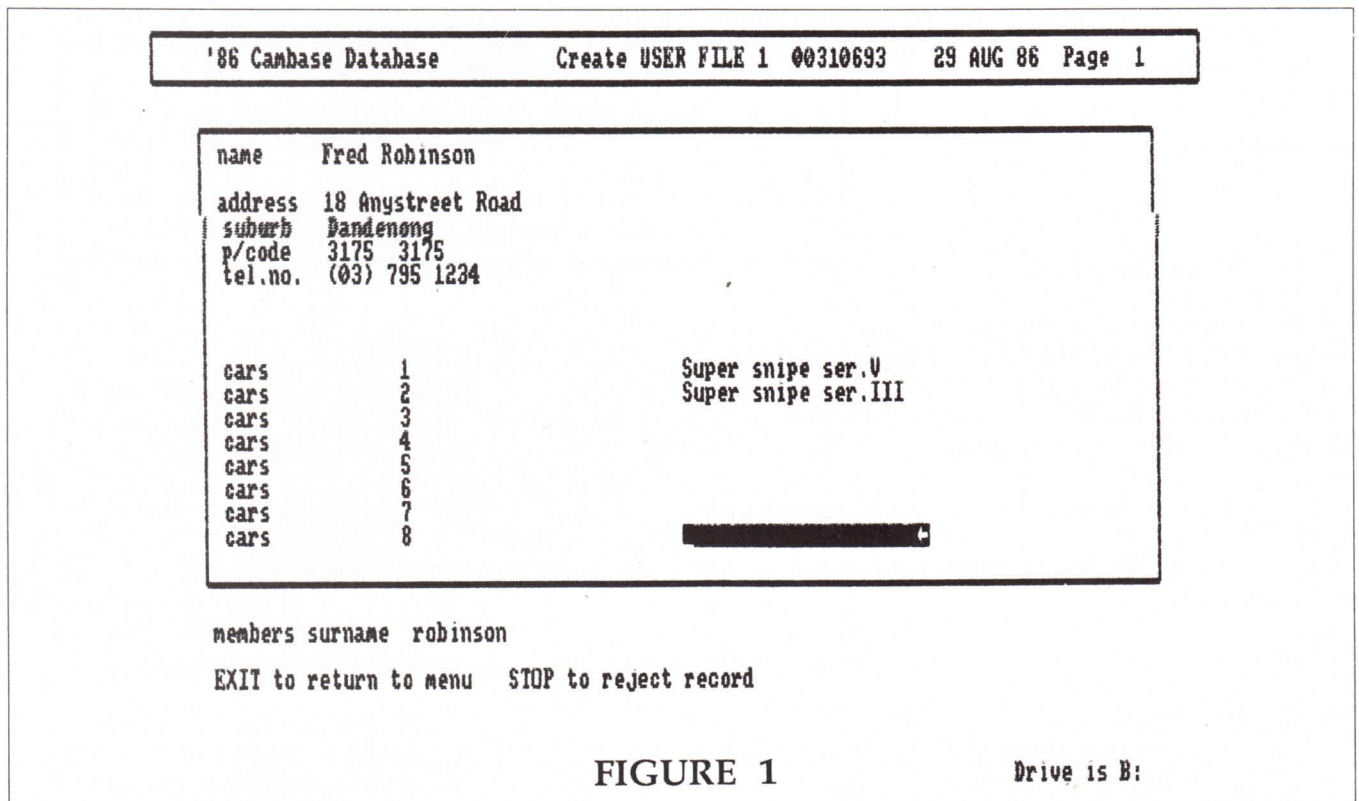 '86 Cambase Database Create USER FILE 1 00310693 29 AUG 86 Page 1
name Fred Robinson
address 18 Anystreet Road
suburb Dandenong
p/code 3175 3175
tel.no. (03) 795 1234
cars 1 Super snipe ser.V
cars 2 Super snipe ser.III
cars 3
cars 4
cars 5
cars 6
cars 7
cars 8
members surname robinson
EXIT to return to menu STOP to reject record
FIGURE 1 Drive is B: